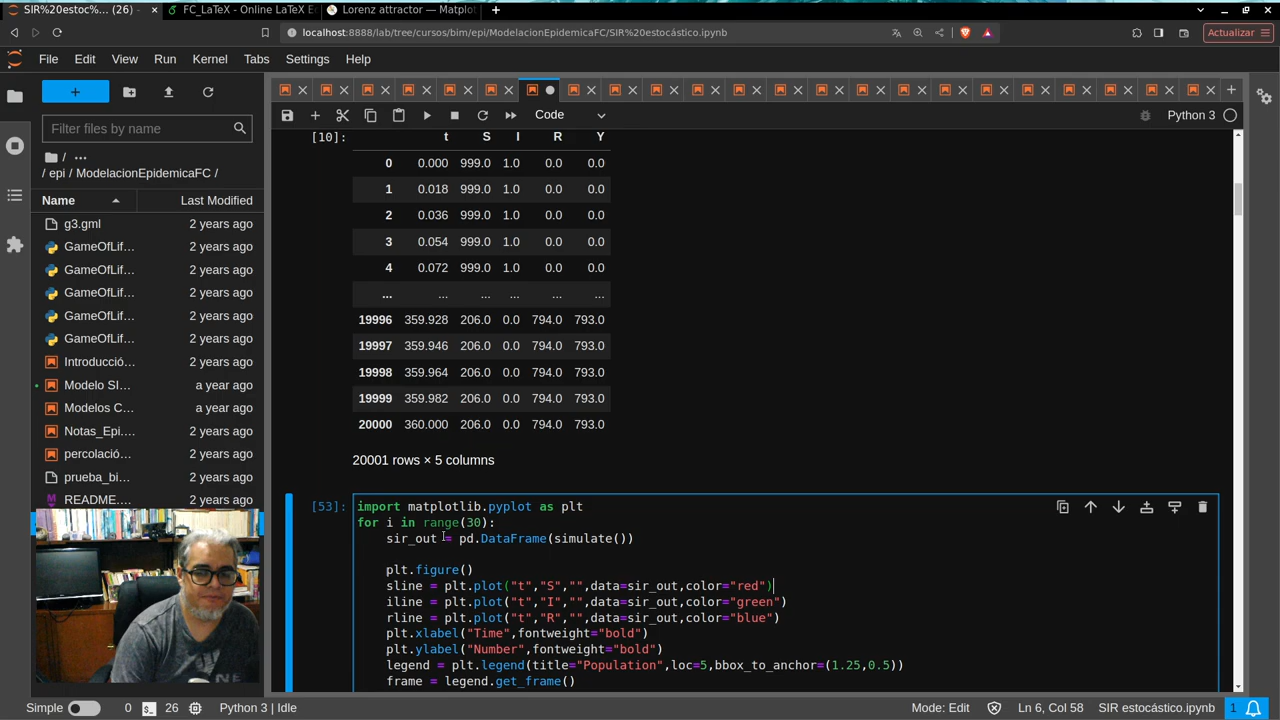 SIR%20estoc%... (26) -
FC_LaTeX - Online LaTeX E
Lorenz attractor — Matplot
localhost:8888/lab/tree/cursos/bim/epi/ModelacionEpidemicaFC/SIR%20estocástico.ipynb
Actualizar
File Edit View Run Kernel Tabs Settings Help
Code
Python 3
Filter files by name
/ ...
/ epi / ModelacionEpidemicaFC /
Name Last Modified
g3.gml 2 years ago
GameOfLif... 2 years ago
GameOfLif... 2 years ago
GameOfLif... 2 years ago
GameOfLif... 2 years ago
GameOfLif... 2 years ago
Introducció... 2 years ago
Modelo SI... a year ago
Modelos C... a year ago
Notas_Epi.... 2 years ago
percolació... 2 years ago
prueba_bi... 2 years ago
README.... 2 years ago
[10]: t S I R Y
0 0.000 999.0 1.0 0.0 0.0
1 0.018 999.0 1.0 0.0 0.0
2 0.036 999.0 1.0 0.0 0.0
3 0.054 999.0 1.0 0.0 0.0
4 0.072 999.0 1.0 0.0 0.0
... ... ... ... ... ...
19996 359.928 206.0 0.0 794.0 793.0
19997 359.946 206.0 0.0 794.0 793.0
19998 359.964 206.0 0.0 794.0 793.0
19999 359.982 206.0 0.0 794.0 793.0
20000 360.000 206.0 0.0 794.0 793.0
20001 rows × 5 columns
[53]: import matplotlib.pyplot as plt
for i in range(30):
sir_out = pd.DataFrame(simulate())
plt.figure()
sline = plt.plot("t","S","",data=sir_out,color="red")
iline = plt.plot("t","I","",data=sir_out,color="green")
rline = plt.plot("t","R","",data=sir_out,color="blue")
plt.xlabel("Time",fontweight="bold")
plt.ylabel("Number",fontweight="bold")
legend = plt.legend(title="Population",loc=5,bbox_to_anchor=(1.25,0.5))
frame = legend.get_frame()
Simple 0 26 Python 3 | Idle Mode: Edit Ln 6, Col 58 SIR estocástico.ipynb 1